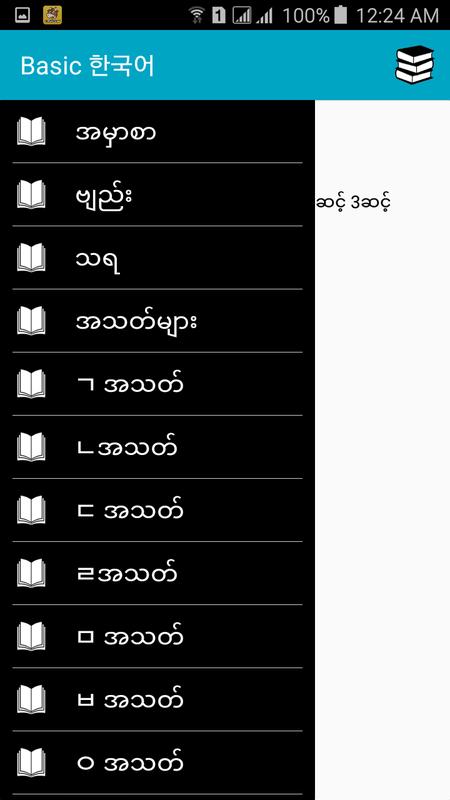 100% 12:24 AM
Basic 한국어
အမှာစာ
ဗျည်း
သရ
အသတ်များ
ㄱ အသတ်
ㄴအသတ်
ㄷ အသတ်
ㄹအသတ်
ㅁ အသတ်
ㅂ အသတ်
ㅇ အသတ်
ဆင့် 3ဆင့်